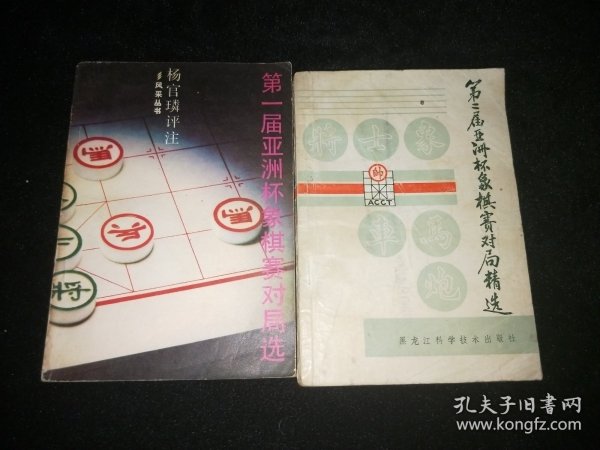 第一届亚洲杯象棋赛对局选
杨官璘评注
风采丛书
将
第二届亚洲杯象棋赛对局精选
将士象
帥
ACCT
車馬炮
黑龙江科学技术出版社
孔夫子旧书网
www.kongfz.com